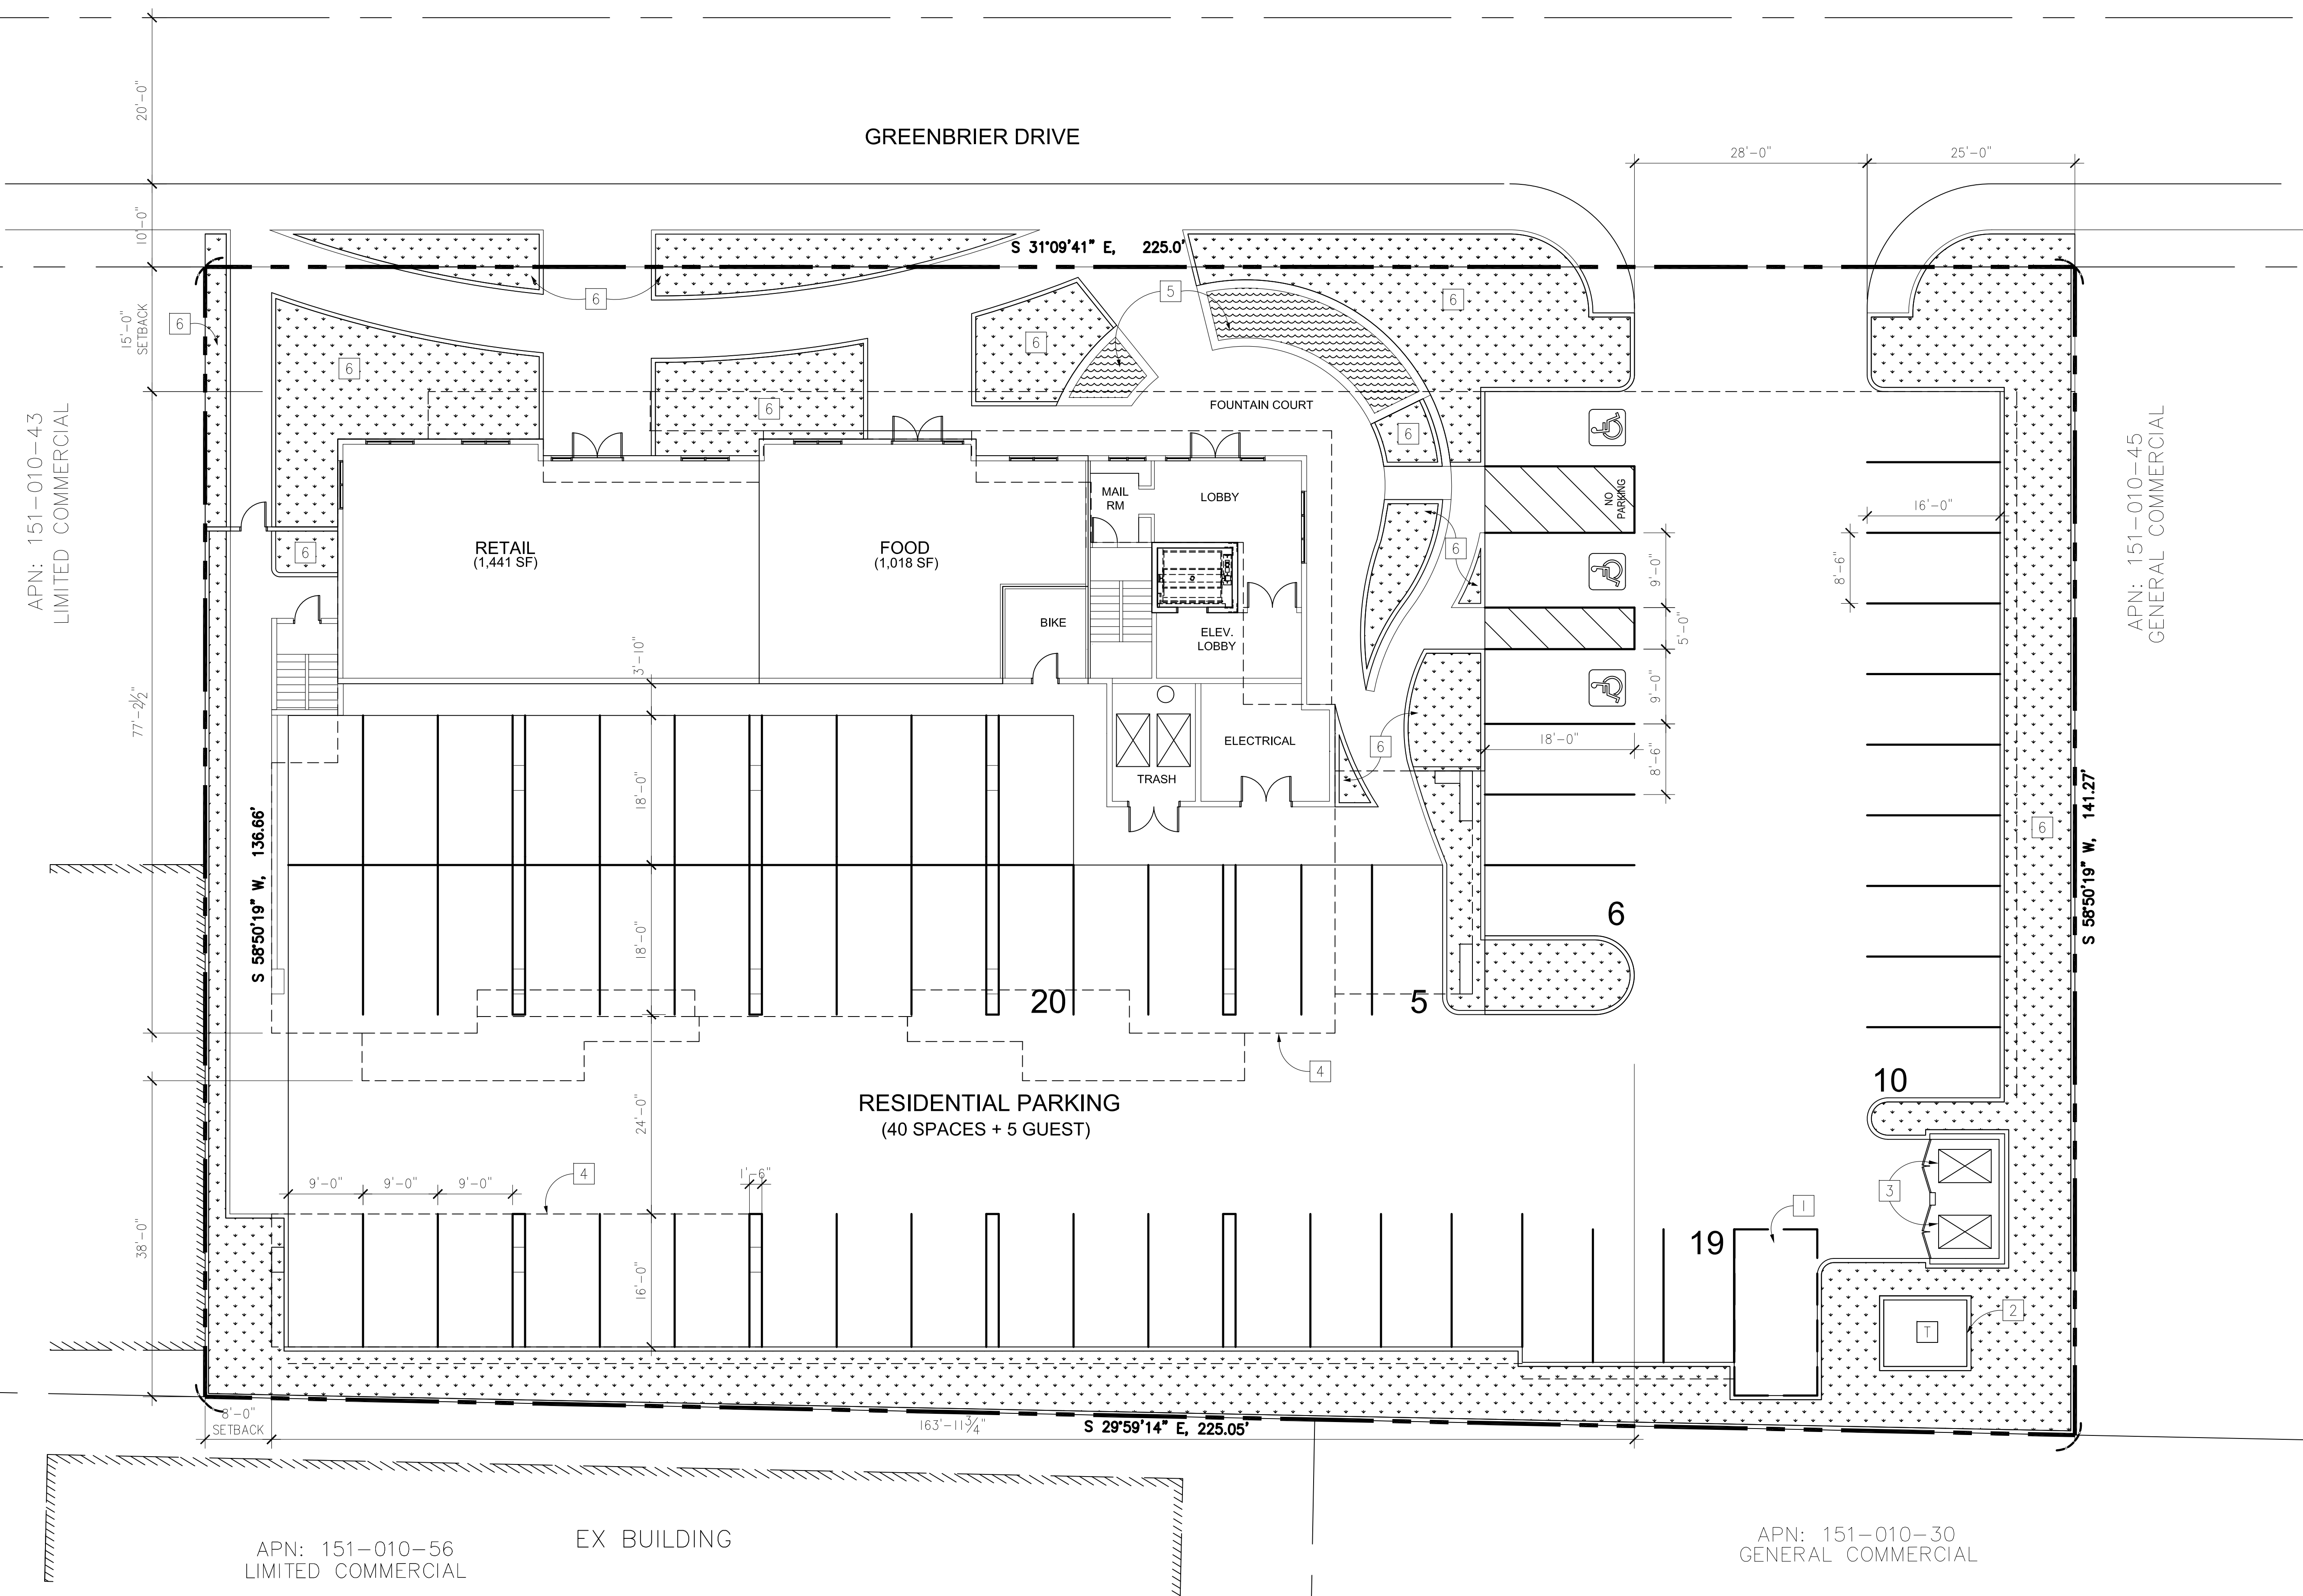 20'-0"
GREENBRIER DRIVE
28'-0"
25'-0"
10'-0"
S 31°09'41" E, 225.0'
15'-0"
SETBACK
6
6
5
6
6
6
6
6
FOUNTAIN COURT
6
APN: 151-010-43
LIMITED COMMERCIAL
APN: 151-010-45
GENERAL COMMERCIAL
MAIL
RM
LOBBY
NO
PARKING
16'-0"
RETAIL
(1,441 SF)
FOOD
(1,018 SF)
6
6
8'-6"
9'-0"
BIKE
ELEV.
LOBBY
5'-0"
3'-10"
9'-0"
77'-2½"
ELECTRICAL
6
18'-0"
8'-6"
TRASH
18'-0"
S 58°50'19" W, 136.66'
6
S 58°50'19" W, 141.27'
18'-0"
6
20
5
4
10
RESIDENTIAL PARKING
(40 SPACES + 5 GUEST)
24'-0"
9'-0"
9'-0"
9'-0"
4
1'-6"
3
1
38'-0"
19
16'-0"
T
2
8'-0"
SETBACK
163'-11¾"
S 29°59'14" E, 225.05'
EX BUILDING
APN: 151-010-56
LIMITED COMMERCIAL
APN: 151-010-30
GENERAL COMMERCIAL